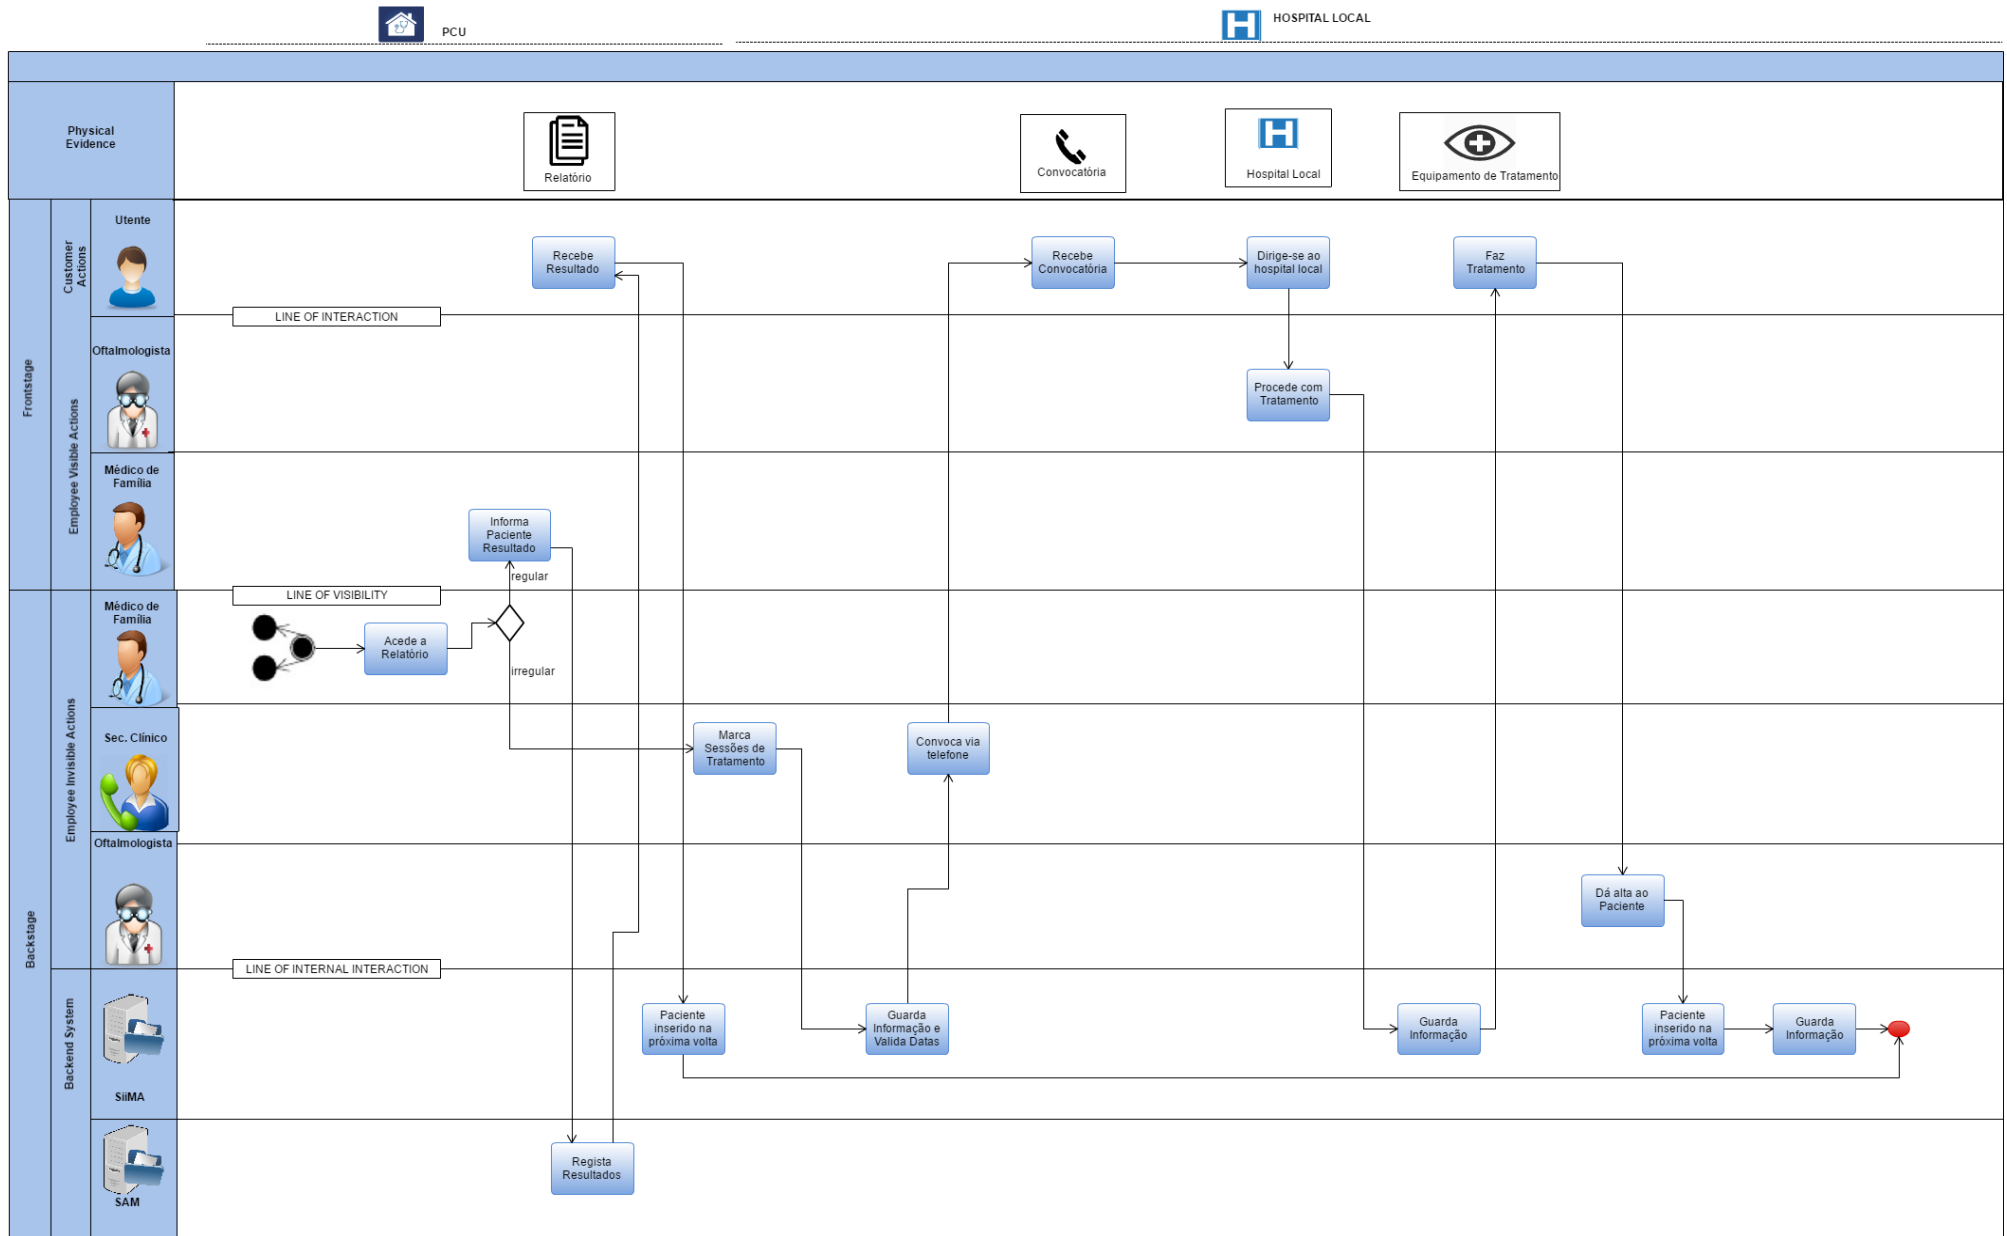 PCU
HOSPITAL LOCAL
Physical
Evidence
Relatório
Convocatória
Hospital Local
Equipamento de Tratamento
Frontstage
Customer
Actions
Utente
Recebe
Resultado
Recebe
Convocatória
Dirige-se ao
hospital local
Faz
Tratamento
LINE OF INTERACTION
Employee Visible Actions
Oftalmologista
Procede com
Tratamento
Médico de
Família
Informa
Paciente
Resultado
regular
LINE OF VISIBILITY
Backstage
Employee Invisible Actions
Médico de
Família
Acede a
Relatório
irregular
Sec. Clínico
Marca
Sessões de
Tratamento
Convoca via
telefone
Oftalmologista
Dá alta ao
Paciente
LINE OF INTERNAL INTERACTION
Backend System
SiiMA
Paciente
inserido na
próxima volta
Guarda
Informação e
Valida Datas
Guarda
Informação
Paciente
inserido na
próxima volta
Guarda
Informação
SAM
Regista
Resultados